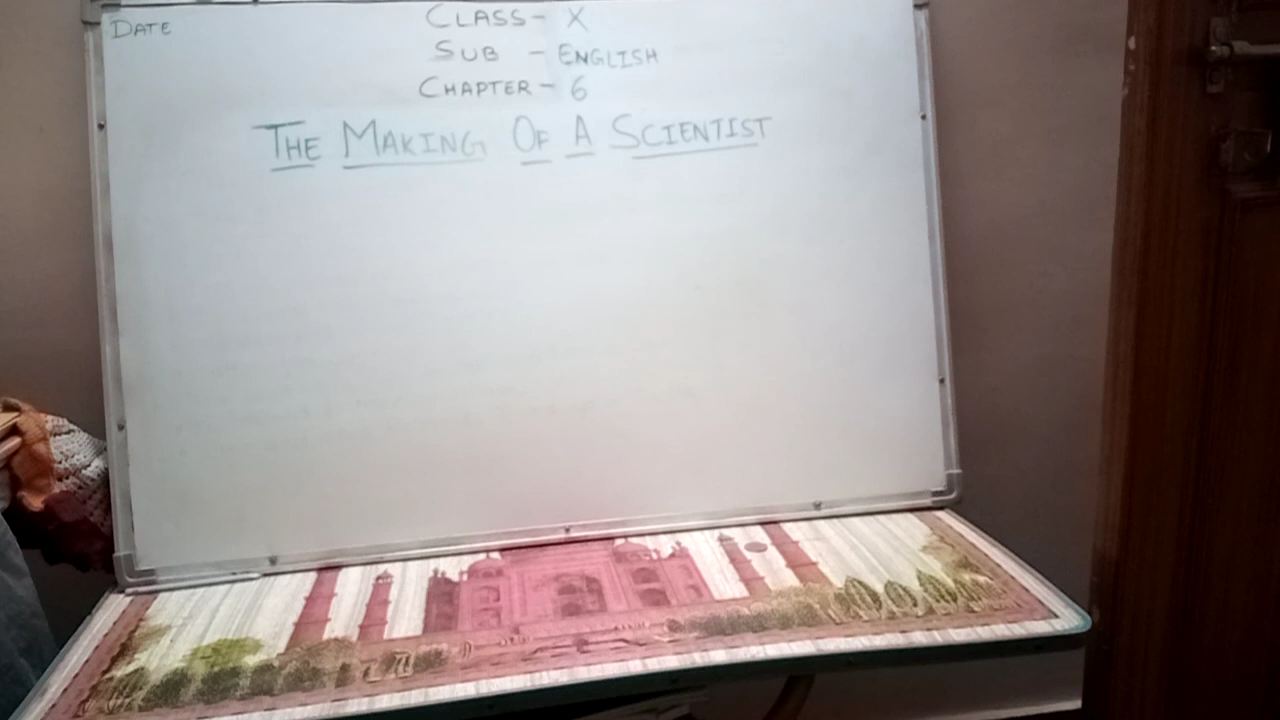 DATE
CLASS- X
SUB - ENGLISH
CHAPTER- 6
THE MAKING OF A SCIENTIST